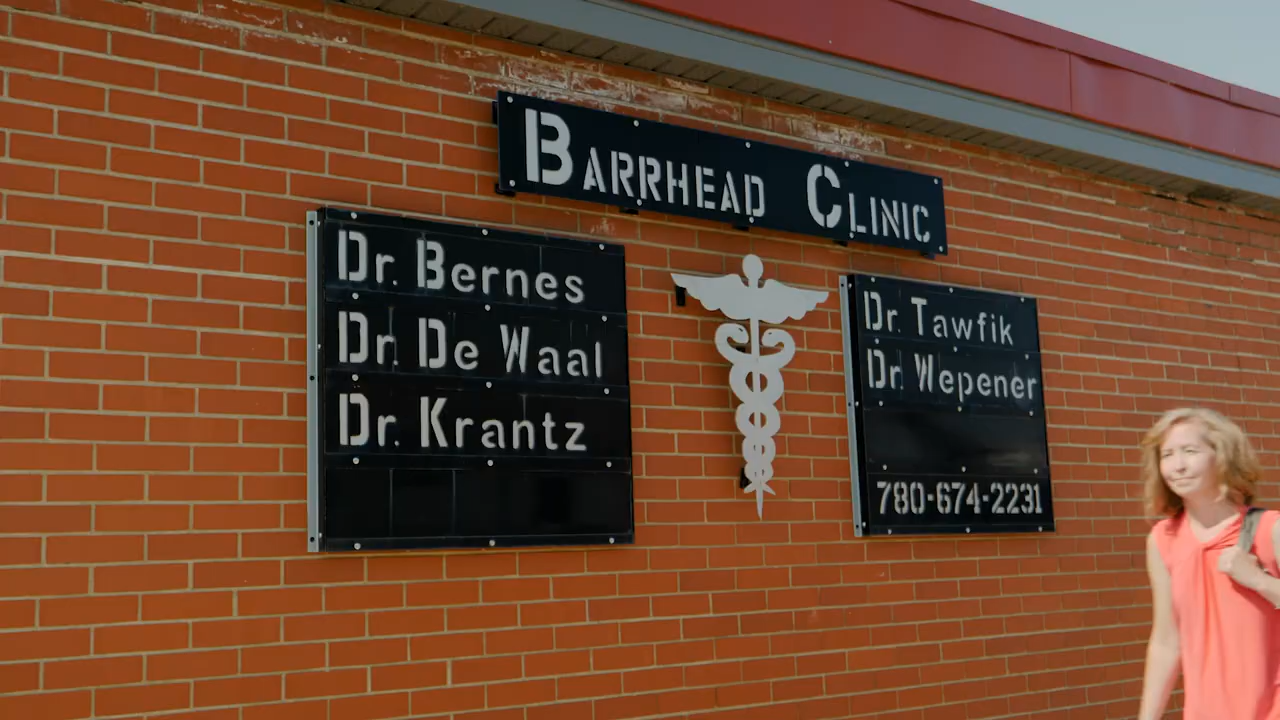 Barrhead Clinic
Dr. Bernes
Dr. De Waal
Dr. Krantz
Dr. Tawfik
Dr. Wepener
780-674-2231